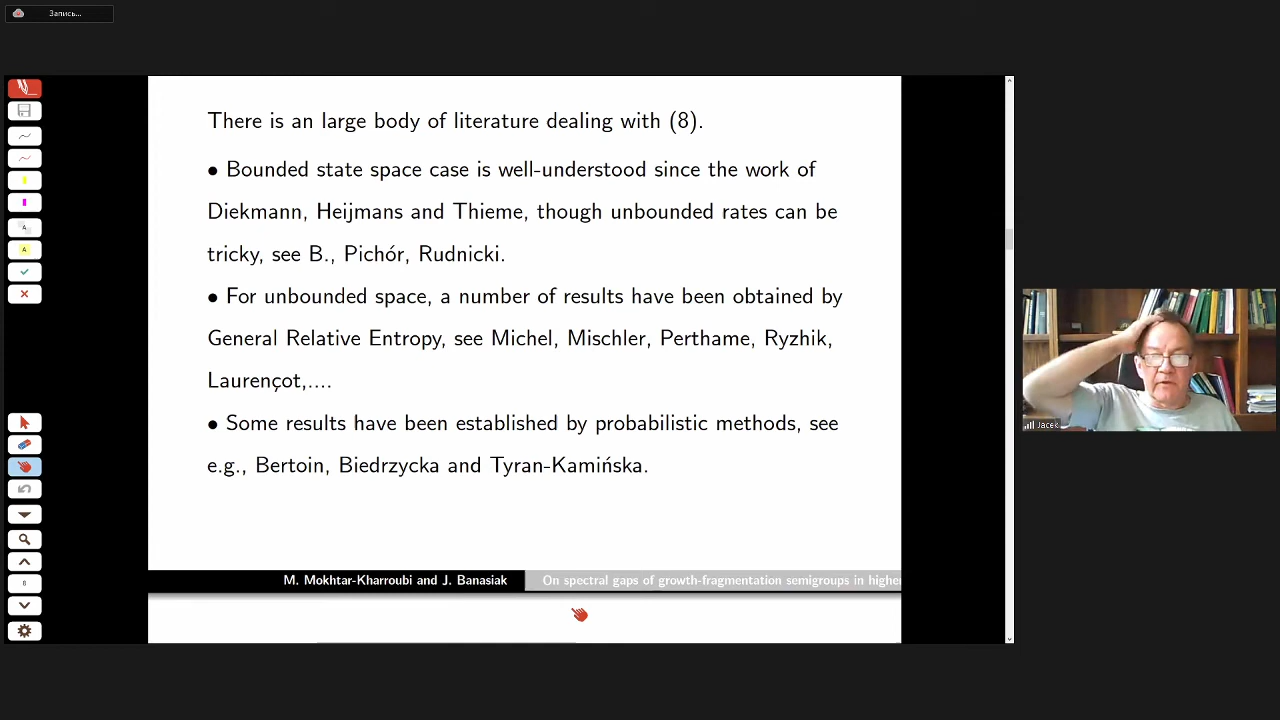 Запись...
There is an large body of literature dealing with (8).
• Bounded state space case is well-understood since the work of
Diekmann, Heijmans and Thieme, though unbounded rates can be
tricky, see B., Pichór, Rudnicki.
• For unbounded space, a number of results have been obtained by
General Relative Entropy, see Michel, Mischler, Perthame, Ryzhik,
Laurençot,....
• Some results have been established by probabilistic methods, see
e.g., Bertoin, Biedrzycka and Tyran-Kamińska.
M. Mokhtar-Kharroubi and J. Banasiak
On spectral gaps of growth-fragmentation semigroups in higher
Jacek
A
A
6